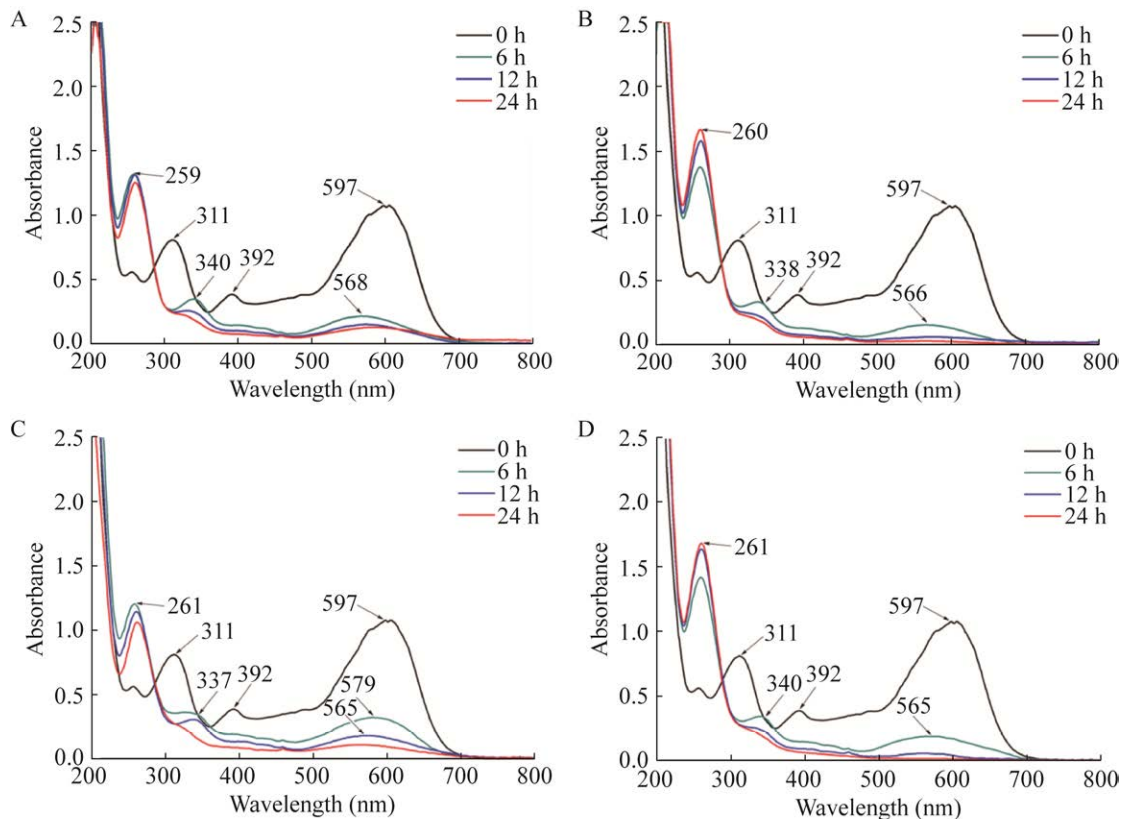 A
2.5
2.0
1.5
1.0
0.5
0.0
200 300 400 500 600 700 800
Absorbance
Wavelength (nm)
0 h
6 h
12 h
24 h
259
311
340
392
568
597
B
2.5
2.0
1.5
1.0
0.5
0.0
200 300 400 500 600 700 800
Absorbance
Wavelength (nm)
0 h
6 h
12 h
24 h
260
311
338
392
566
597
C
2.5
2.0
1.5
1.0
0.5
0.0
200 300 400 500 600 700 800
Absorbance
Wavelength (nm)
0 h
6 h
12 h
24 h
261
311
337
392
579
565
597
D
2.5
2.0
1.5
1.0
0.5
0.0
200 300 400 500 600 700 800
Absorbance
Wavelength (nm)
0 h
6 h
12 h
24 h
261
311
340
392
565
597